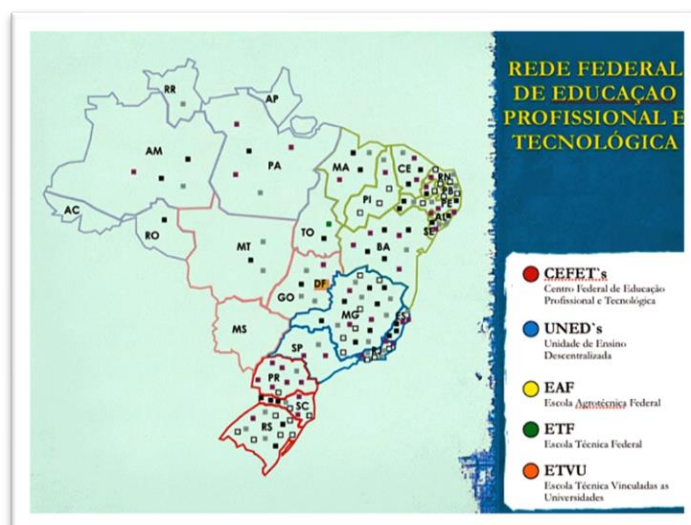 REDE FEDERAL
DE EDUCAÇAO
PROFISSIONAL E
TECNOLÓGICA
RR
AP
AM
PA
MA
CE
RN
PB
PE
AL
SE
PI
AC
RO
TO
BA
MT
DF
GO
MG
ES
MS
SP
RJ
PR
SC
RS
CEFET`s
Centro Federal de Educação
Profissional e Tecnológica
UNED`s
Unidade de Ensino
Descentralizada
EAF
Escola Agrotécnica Federal
ETF
Escola Técnica Federal
ETVU
Escola Técnica Vinculadas as
Universidades